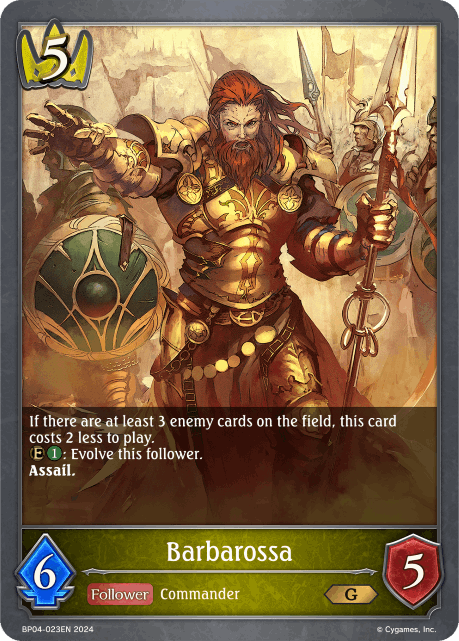 5
If there are at least 3 enemy cards on the field, this card
costs 2 less to play.
E 1: Evolve this follower.
Assail.
Barbarossa
6
Follower Commander
G
5
BP04-023EN 2024
© Cygames, Inc.